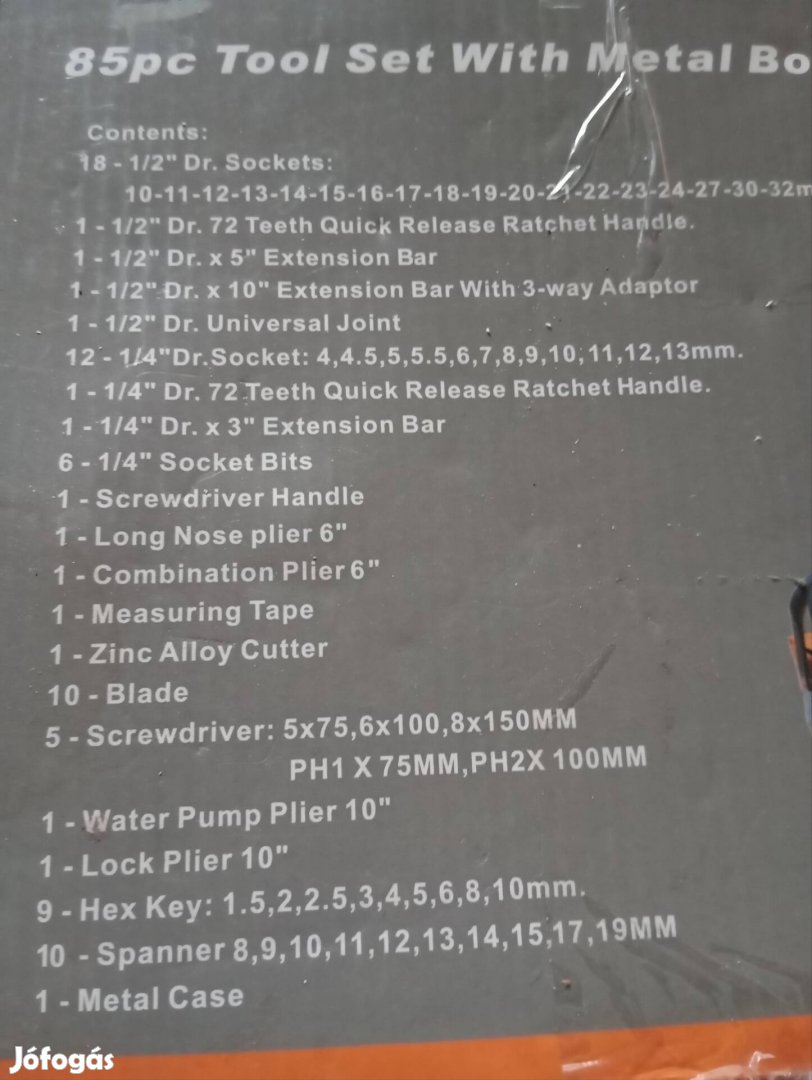 85pc Tool Set With Metal Bo
Contents:
18 - 1/2" Dr. Sockets:
10-11-12-13-14-15-16-17-18-19-20-21-22-23-24-27-30-32m
1 - 1/2" Dr. 72 Teeth Quick Release Ratchet Handle.
1 - 1/2" Dr. x 5" Extension Bar
1 - 1/2" Dr. x 10" Extension Bar With 3-way Adaptor
1 - 1/2" Dr. Universal Joint
12 - 1/4"Dr.Socket: 4,4.5,5,5.5,6,7,8,9,10,11,12,13mm.
1 - 1/4" Dr. 72 Teeth Quick Release Ratchet Handle.
1 - 1/4" Dr. x 3" Extension Bar
6 - 1/4" Socket Bits
1 - Screwdriver Handle
1 - Long Nose plier 6"
1 - Combination Plier 6"
1 - Measuring Tape
1 - Zinc Alloy Cutter
10 - Blade
5 - Screwdriver: 5x75,6x100,8x150MM
PH1 X 75MM,PH2X 100MM
1 - Water Pump Plier 10"
1 - Lock Plier 10"
9 - Hex Key: 1.5,2,2.5,3,4,5,6,8,10mm.
10 - Spanner 8,9,10,11,12,13,14,15,17,19MM
1 - Metal Case
Jófogás